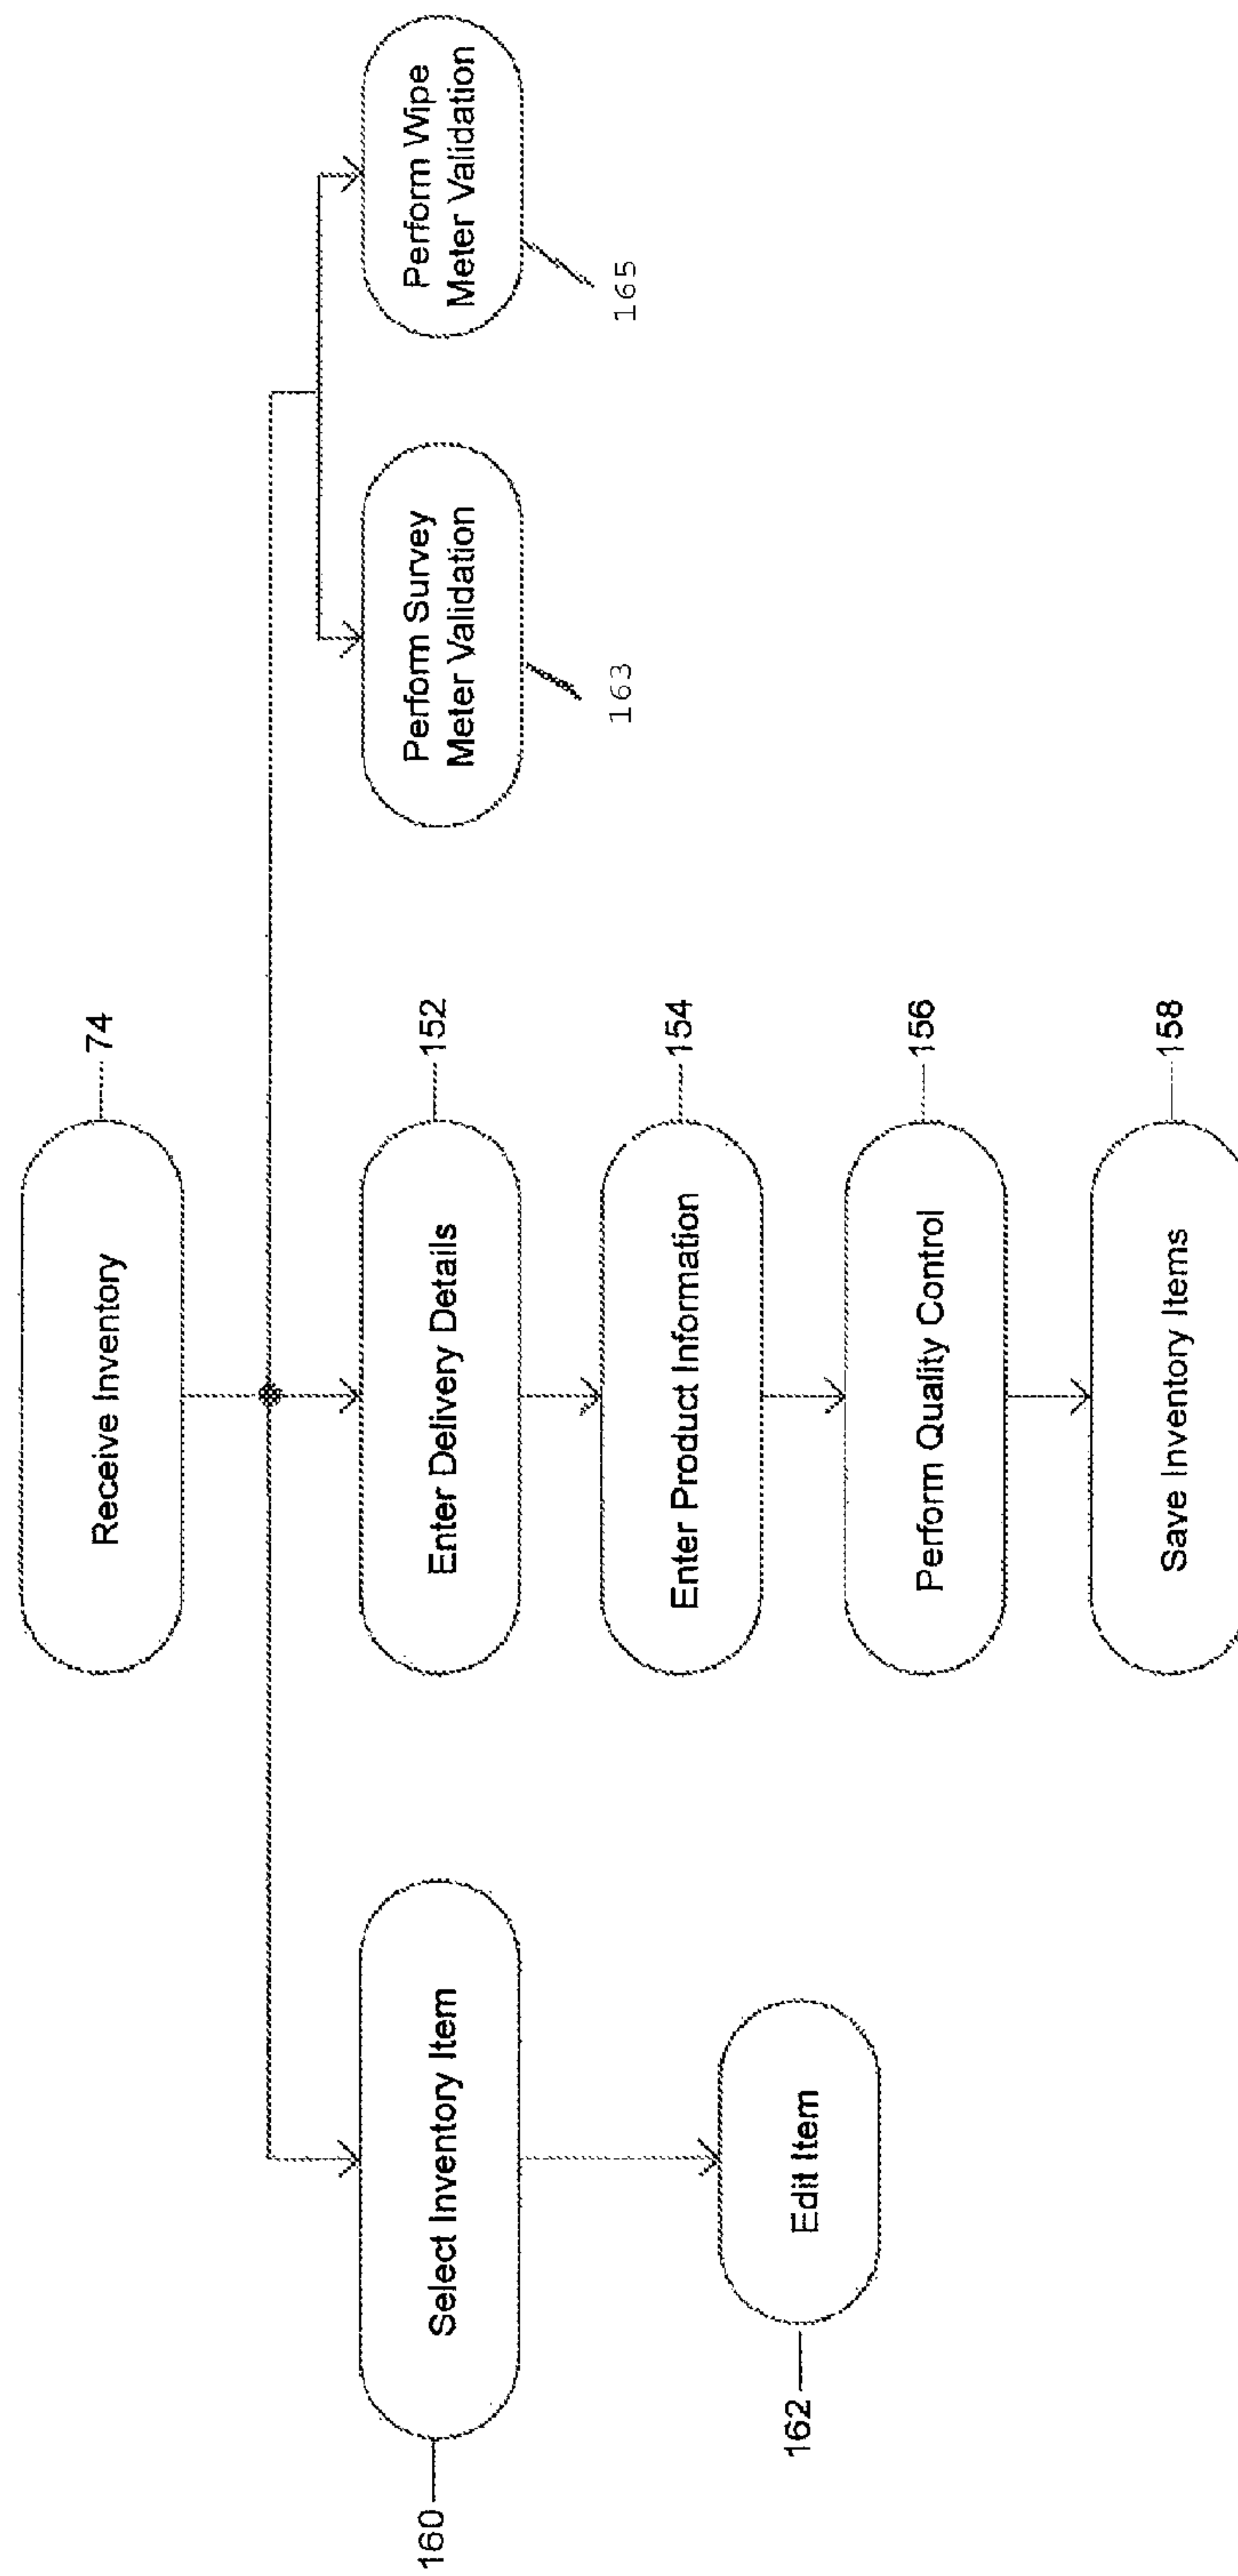 Receive Inventory
74
Select Inventory Item
160
Enter Delivery Details
152
Perform Survey
Meter Validation
163
Perform Wipe
Meter Validation
165
Enter Product Information
154
Edit Item
162
Perform Quality Control
156
Save Inventory Items
158